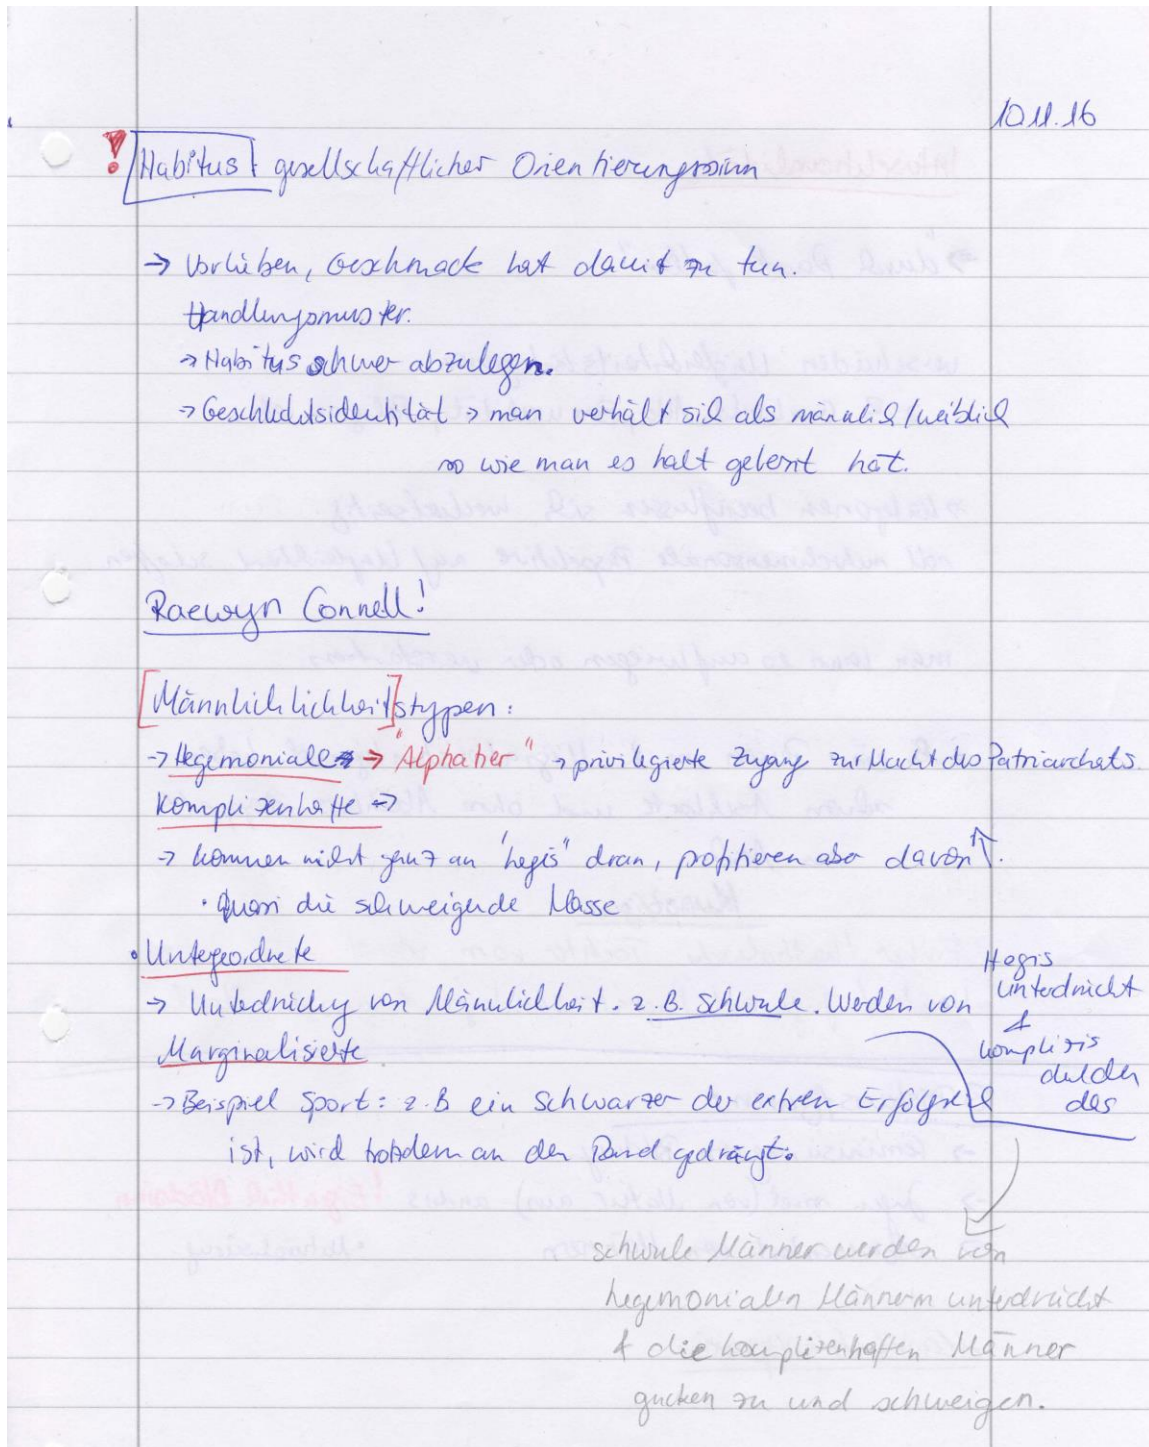 10.11.16
! Habitus: gesellschaftlicher Orientierungssinn
→ Vorlieben, Geschmack hat damit zu tun.
Handlungsmuster.
→ Habitus schwer abzulegen.
→ Geschlechtsidentität → man verhält sich als männlich/weiblich
so wie man es halt gelernt hat.
Raewyn Connell!
[Männlichlichkeit]stypen:
→ Hegemoniale → "Alphatier" → privilegierte Zugang zur Macht des Patriarchats.
Komplizenhafte →
→ kommen nicht ganz an "hegis" dran, profitieren aber davon ↑.
• Quasi die schweigende Masse
• Untergeordnete
→ Unterdrückung von Männlichkeit. z.B. Schwule. Werden von
Hegis
unterdrückt
&
komplizis
dulden
das
Marginalisierte
→ Beispiel Sport: z.B ein Schwarzer der extrem Erfolgreich
ist, wird trotzdem an den Rand gedrängt.
schwule Männer werden von
hegemonialen Männern unterdrückt
& die komplizenhaften Männer
gucken zu und schweigen.